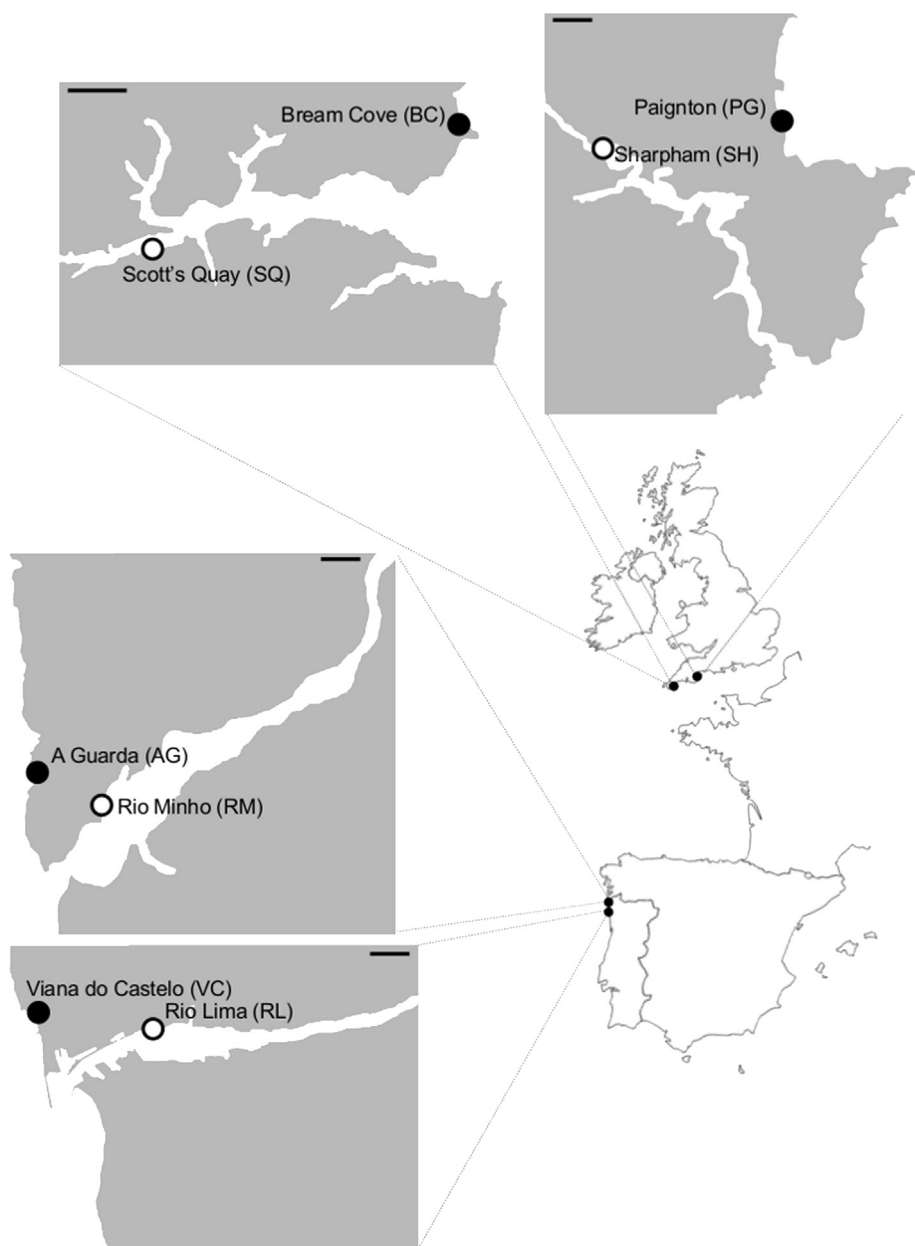 Bream Cove (BC)
Scott's Quay (SQ)
Paignton (PG)
Sharpham (SH)
A Guarda (AG)
Rio Minho (RM)
Viana do Castelo (VC)
Rio Lima (RL)